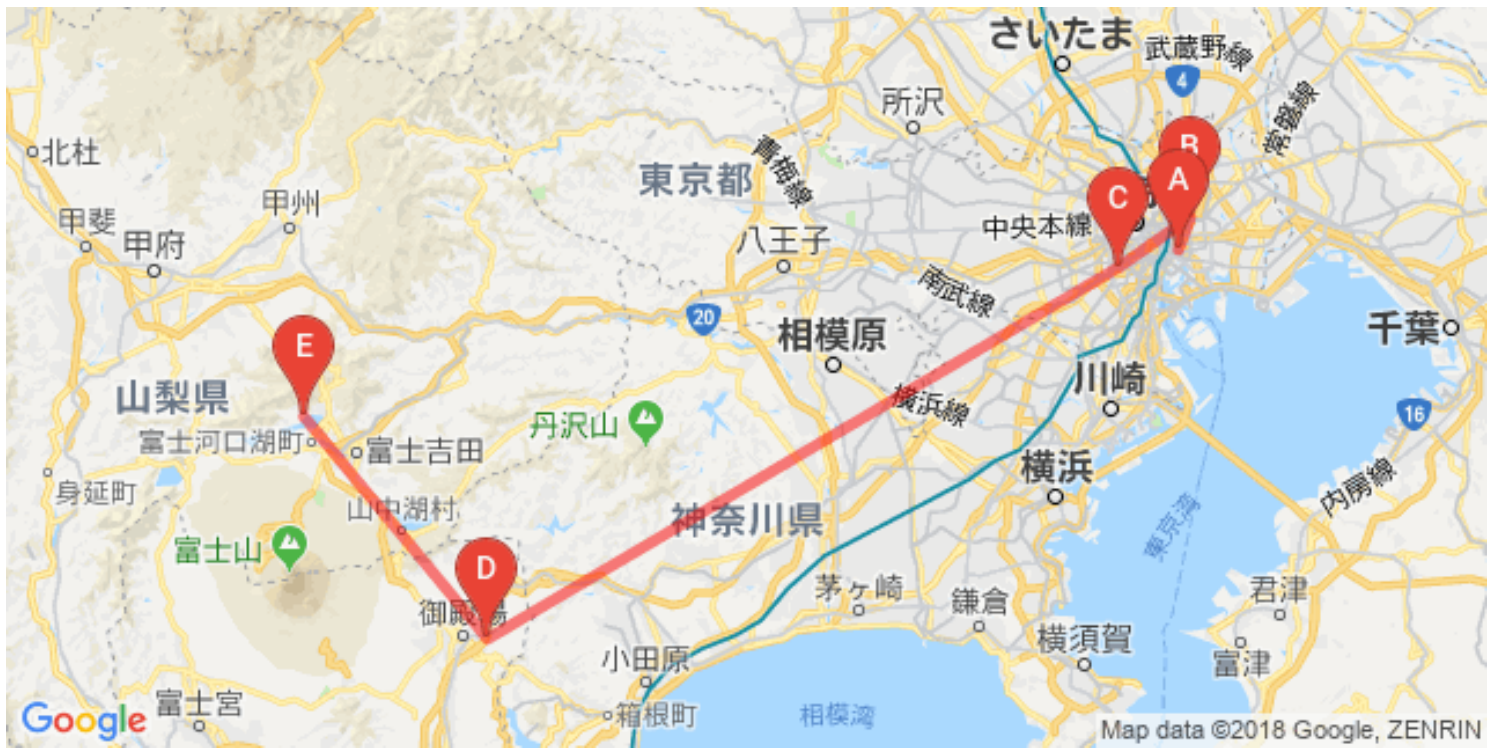 さいたま
武蔵野線
4
所沢
常磐線
北杜
青梅線
東京都
B
A
C
甲州
甲斐
甲府
中央本線
八王子
南武線
20
相模原
千葉
E
川崎
山梨県
横浜線
16
丹沢山
富士河口湖町
富士吉田
横浜
身延町
内房線
山中湖村
神奈川県
東京湾
富士山
D
茅ヶ崎
鎌倉
君津
御殿場
横須賀
小田原
富津
富士宮
箱根町
相模湾
Google
Map data ©2018 Google, ZENRIN